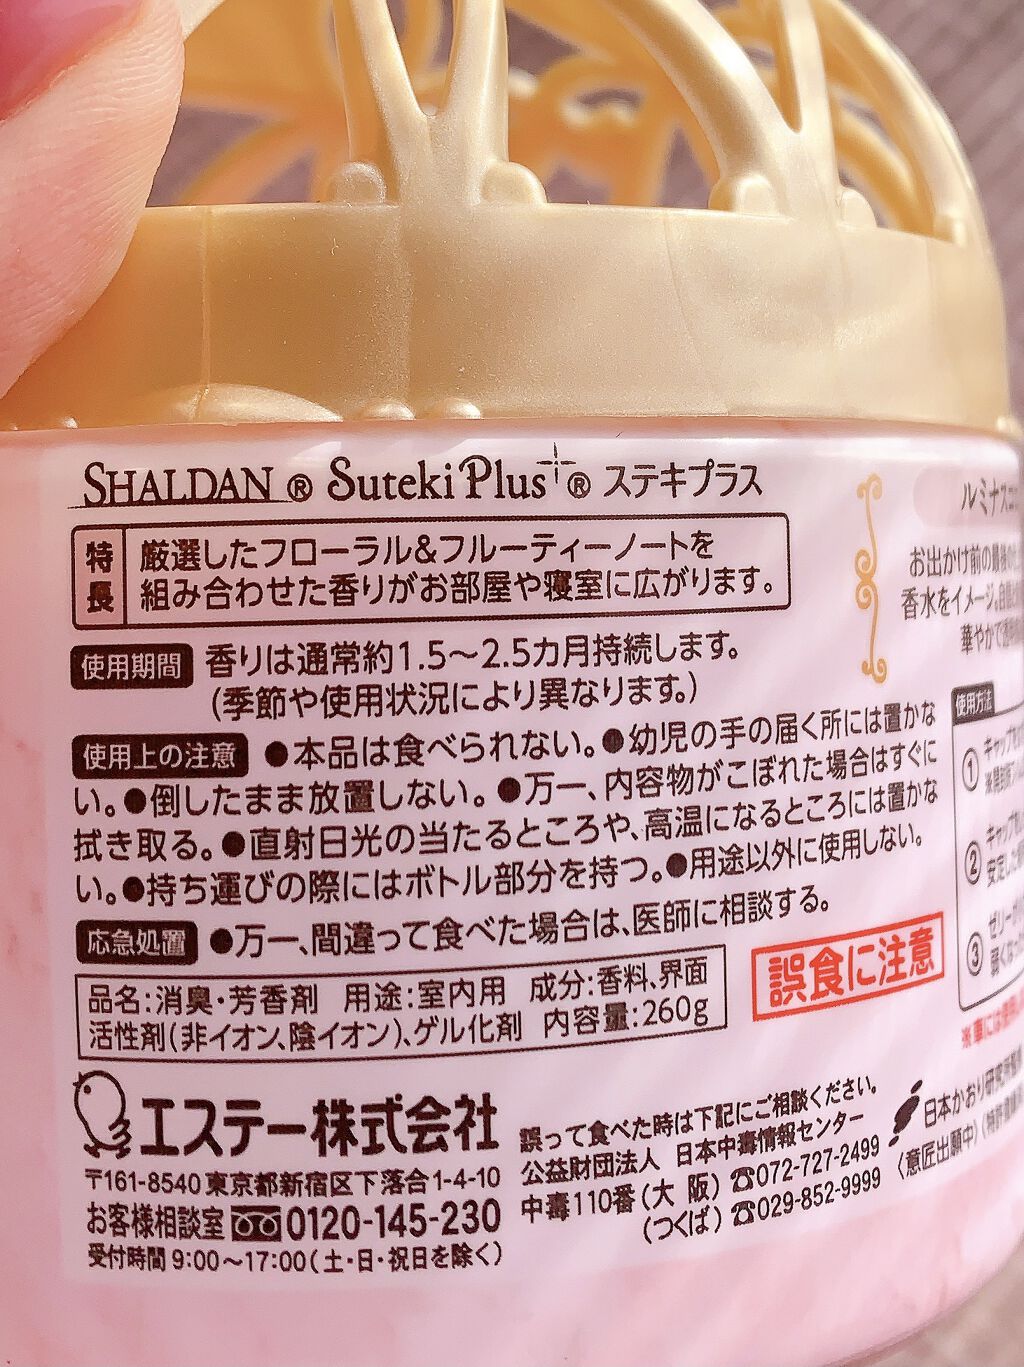 SHALDAN® Suteki Plus® ステキプラス
特長
厳選したフローラル&フルーティーノートを
組み合わせた香りがお部屋や寝室に広がります。
使用期間 香りは通常約1.5〜2.5カ月持続します。
(季節や使用状況により異なります。)
使用上の注意 ●本品は食べられない。●幼児の手の届く所には置かな
い。●倒したまま放置しない。●万一、内容物がこぼれた場合はすぐに
拭き取る。●直射日光の当たるところや、高温になるところには置かな
い。●持ち運びの際にはボトル部分を持つ。●用途以外に使用しない。
応急処置 ●万一、間違って食べた場合は、医師に相談する。
品名:消臭・芳香剤 用途:室内用 成分:香料、界面
活性剤(非イオン、陰イオン)、ゲル化剤 内容量:260g
誤食に注意
エステー株式会社
〒161-8540 東京都新宿区下落合1-4-10
お客様相談室 0120-145-230
受付時間 9:00〜17:00(土・日・祝日を除く)
誤って食べた時は下記にご相談ください。
公益財団法人 日本中毒情報センター
中毒110番(大 阪)☎072-727-2499
(つくば)☎029-852-9999
ルミナス
お出かけ前の最後の
香水をイメージ。
華やかで
使用方法
①
②
③
日本かおり研究所
〈意匠出願中〉